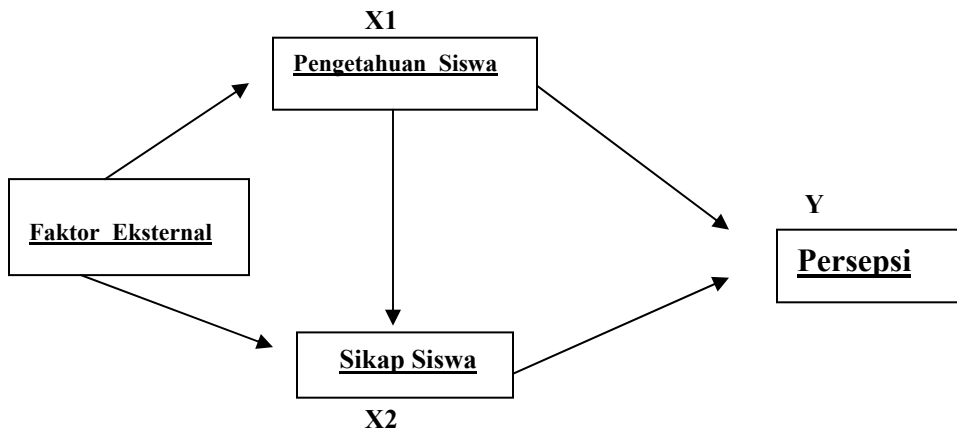 X1
Pengetahuan Siswa
Faktor Eksternal
Y
Persepsi
Sikap Siswa
X2